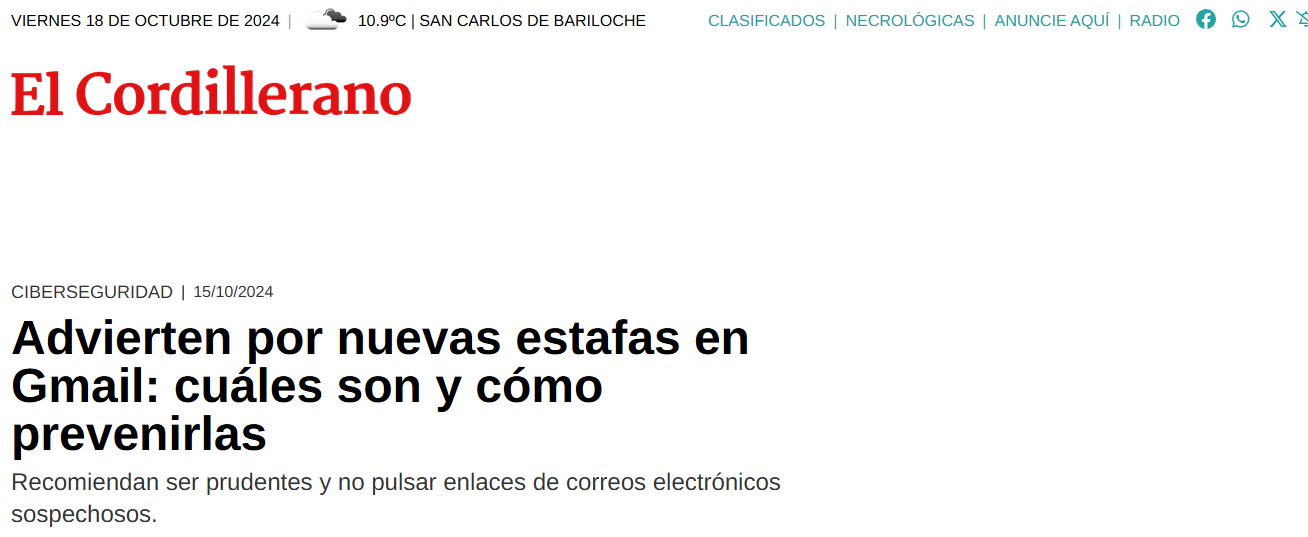 VIERNES 18 DE OCTUBRE DE 2024 | 10.9ºC | SAN CARLOS DE BARILOCHE CLASIFICADOS | NECROLÓGICAS | ANUNCIE AQUÍ | RADIO
El Cordillerano
CIBERSEGURIDAD | 15/10/2024
Advierten por nuevas estafas en
Gmail: cuáles son y cómo
prevenirlas
Recomiendan ser prudentes y no pulsar enlaces de correos electrónicos
sospechosos.